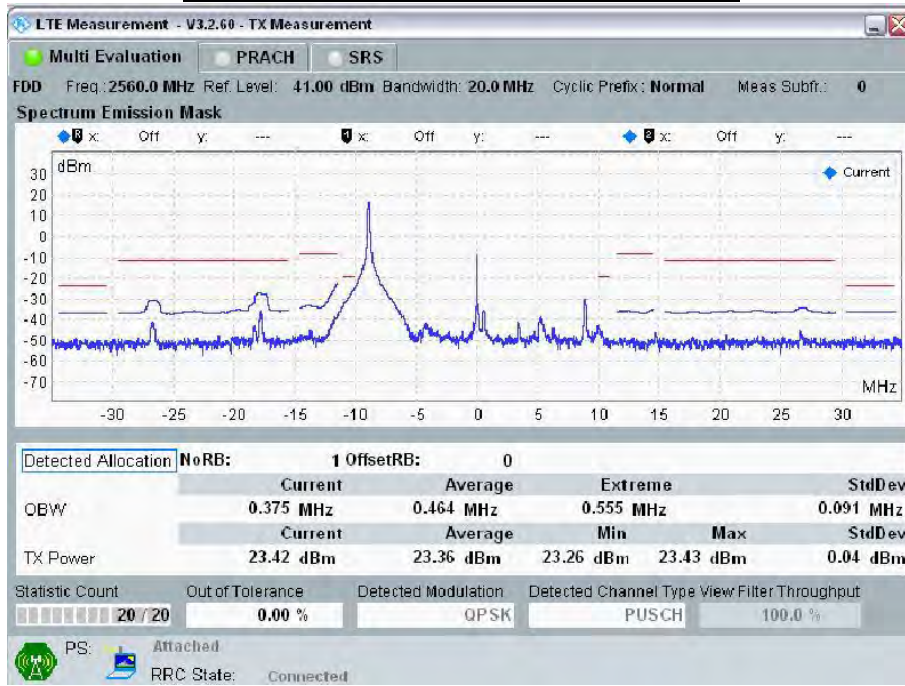 LTE Measurement - V3.2.60 - TX Measurement
Multi Evaluation PRACH SRS
FDD Freq.: 2560.0 MHz Ref. Level: 41.00 dBm Bandwidth: 20.0 MHz Cyclic Prefix: Normal Meas Subfr.: 0
Spectrum Emission Mask
R x: Off y: --- 1 x: Off y: --- 2 x: Off y: ---
dBm
Current
30
20
10
0
-10
-20
-30
-40
-50
-60
-70
MHz
-30 -25 -20 -15 -10 -5 0 5 10 15 20 25 30
Detected Allocation NoRB: 1 OffsetRB: 0
Current Average Extreme StdDev
OBW 0.375 MHz 0.464 MHz 0.555 MHz 0.091 MHz
Current Average Min Max StdDev
TX Power 23.42 dBm 23.36 dBm 23.26 dBm 23.43 dBm 0.04 dBm
Statistic Count Out of Tolerance Detected Modulation Detected Channel Type View Filter Throughput
20 / 20 0.00 % QPSK PUSCH 100.0 %
PS: Attached
RRC State: Connected